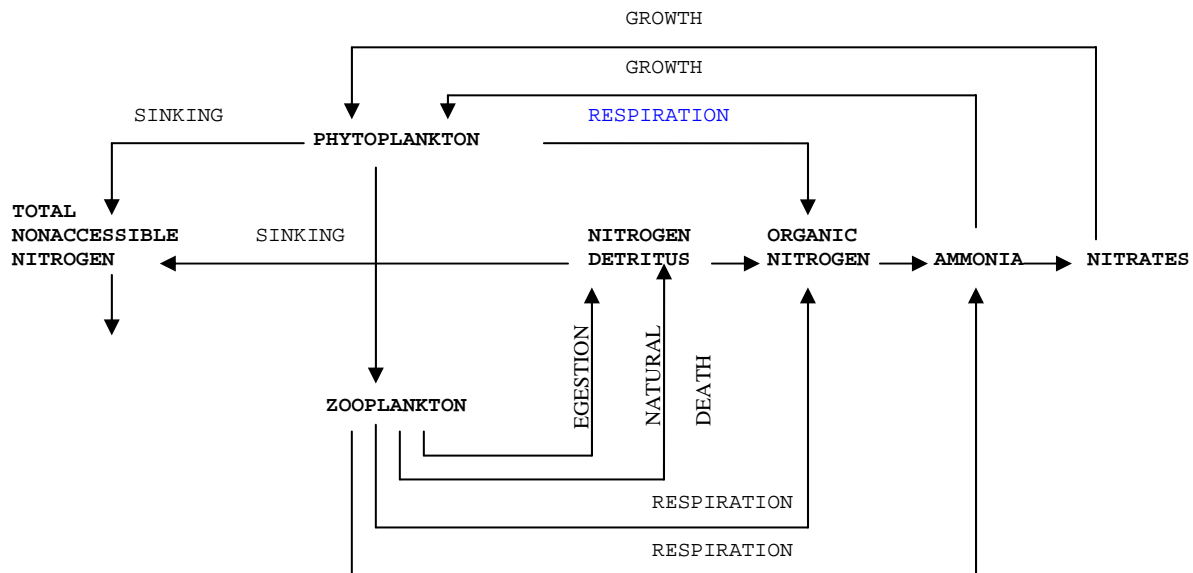 GROWTH
GROWTH
SINKING
RESPIRATION
PHYTOPLANKTON
TOTAL
NONACCESSIBLE
NITROGEN
SINKING
NITROGEN
DETRITUS
ORGANIC
NITROGEN
AMMONIA
NITRATES
EGESTION
NATURAL
DEATH
ZOOPLANKTON
RESPIRATION
RESPIRATION